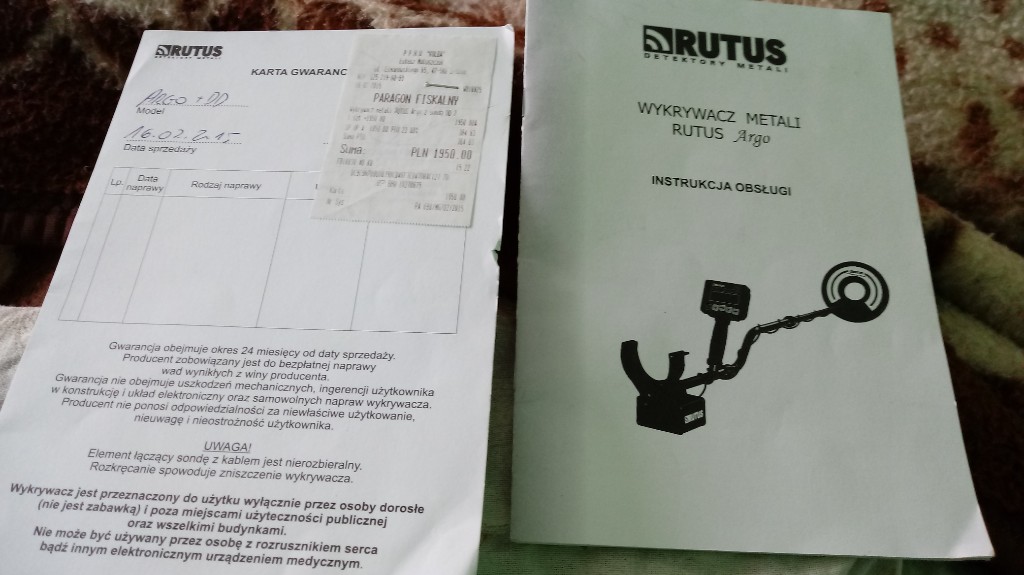 RUTUS
DETEKTORY METALI
KARTA GWARANC
ARGO + DD
Model
16.02.2.15,
Data sprzedaży
PARAGON FISKALNY
Suma: PLN 1950.00
Lp.
Data naprawy
Rodzaj naprawy
Gwarancja obejmuje okres 24 miesięcy od daty sprzedaży.
Producent zobowiązany jest do bezpłatnej naprawy
wad wynikłych z winy producenta.
Gwarancja nie obejmuje uszkodzeń mechanicznych, ingerencji użytkownika
w konstrukcję i układ elektroniczny oraz samowolnych napraw wykrywacza.
Producent nie ponosi odpowiedzialności za niewłaściwe użytkowanie,
nieuwagę i nieostrożność użytkownika.
UWAGA!
Element łączący sondę z kablem jest nierozbieralny.
Rozkręcanie spowoduje zniszczenie wykrywacza.
Wykrywacz jest przeznaczony do użytku wyłącznie przez osoby dorosłe
(nie jest zabawką) i poza miejscami użyteczności publicznej
oraz wszelkimi budynkami.
Nie może być używany przez osobę z rozrusznikiem serca
bądź innym elektronicznym urządzeniem medycznym.
RUTUS
DETEKTORY METALI
WYKRYWACZ METALI
RUTUS Argo
INSTRUKCJA OBSŁUGI
RUTUS